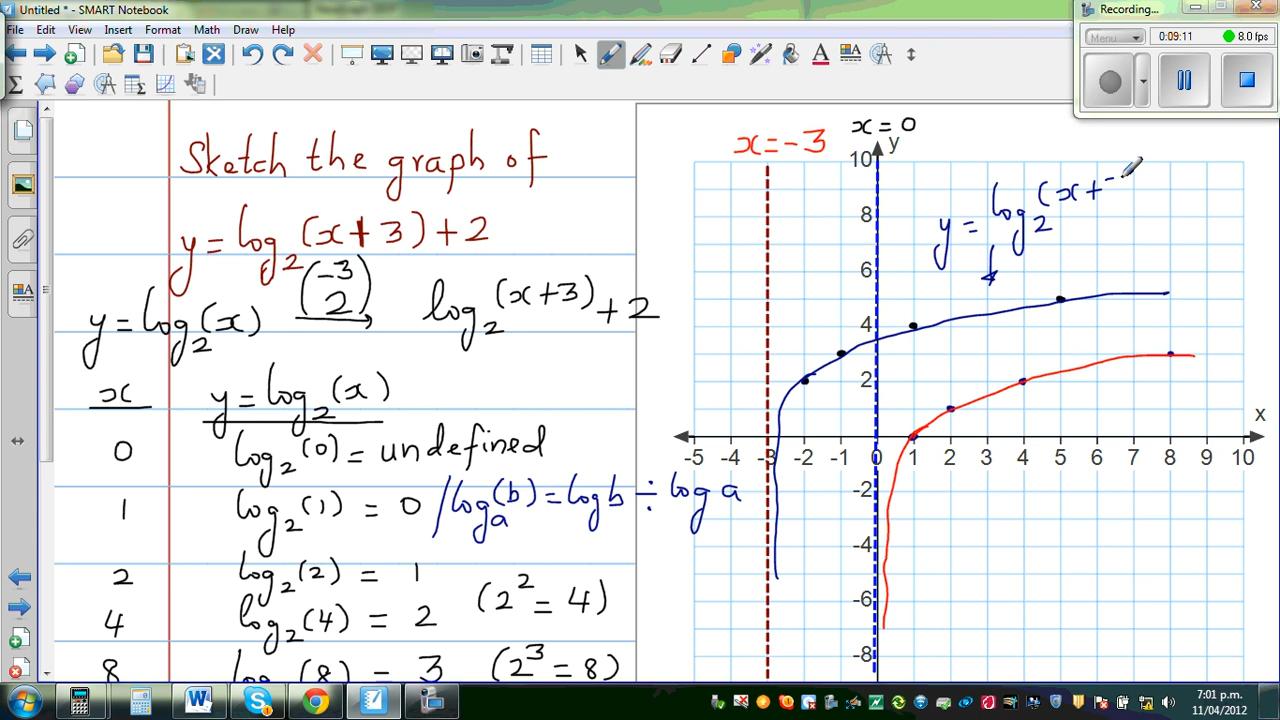 Untitled * - SMART Notebook
Recording...
File Edit View Insert Format Math Draw Help
Menu
0:09:11
8.0 fps
Sketch the graph of
y = log₂(x+3)+2
y = log₂(x) (-3 2) → log₂(x+3)+2
x y = log₂(x)
0 log₂(0) = undefined
1 log₂(1) = 0 / logₐ(b) = log b ÷ log a
2 log₂(2) = 1
4 log₂(4) = 2 (2² = 4)
8 log₂(8) = 3 (2³ = 8)
x = -3
x = 0
y
10
8
6
4
2
y = log₂(x+
x
-5 -4 -3 -2 -1 0 1 2 3 4 5 6 7 8 9 10
-2
-4
-6
-8
7:01 p.m.
11/04/2012